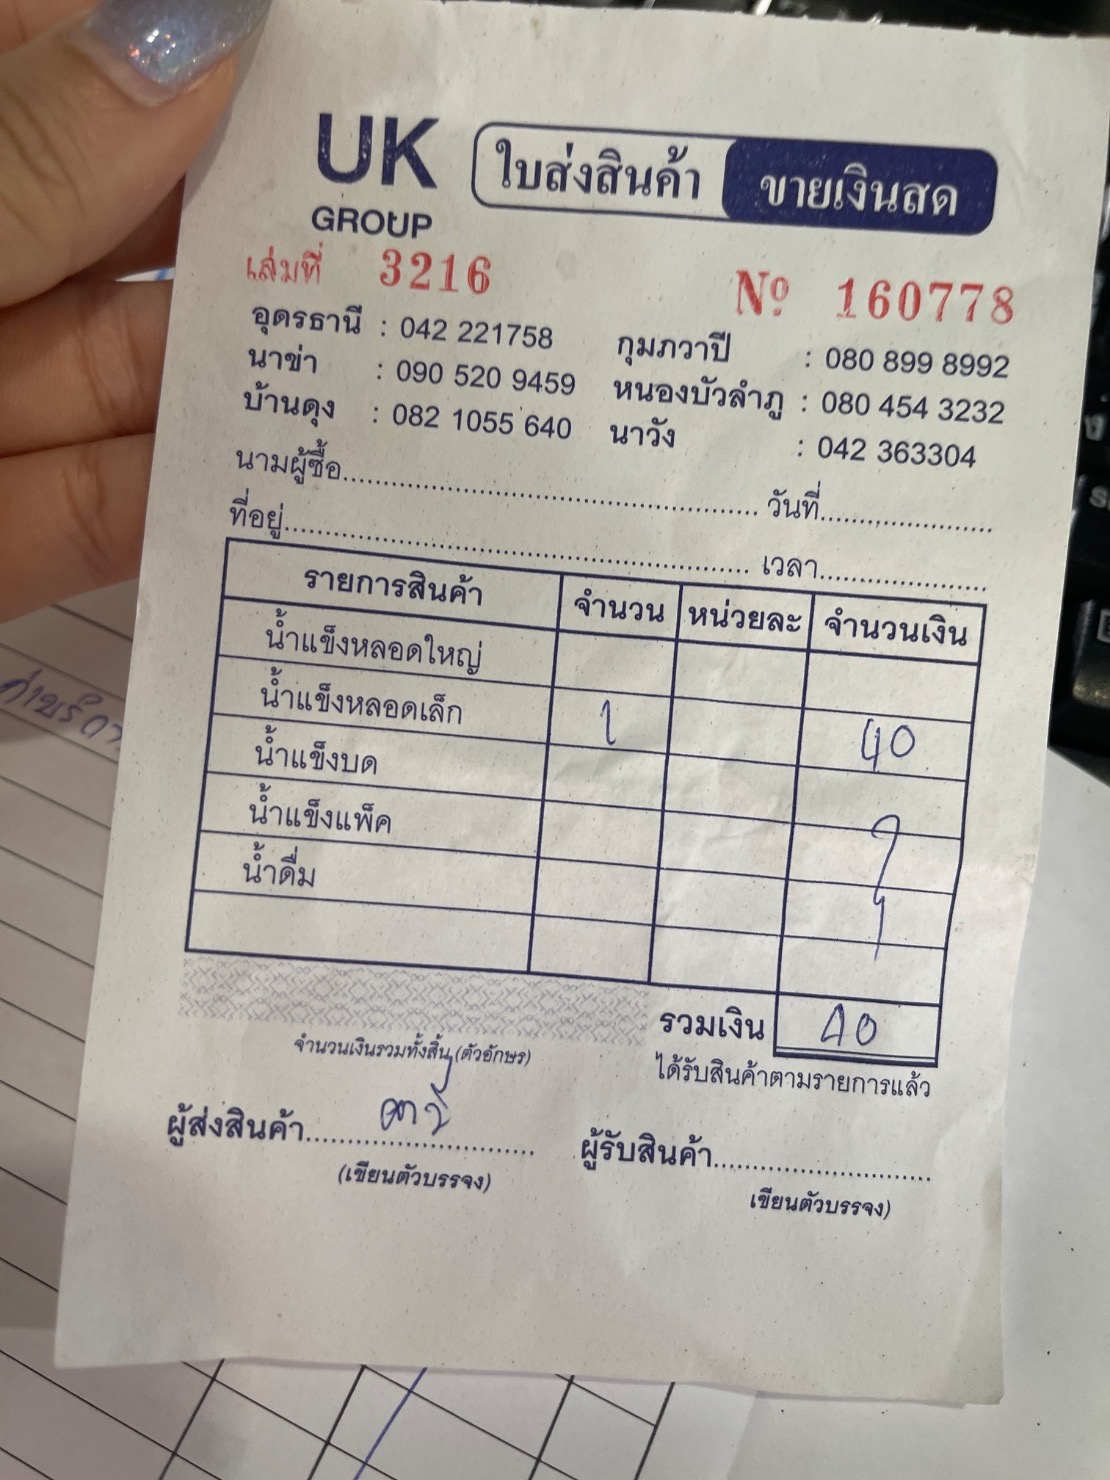 UK
GROUP
ใบส่งสินค้า ขายเงินสด
เล่มที่ 3216 Nº 160778
อุดรธานี : 042 221758 กุมภวาปี : 080 899 8992
นาข่า : 090 520 9459 หนองบัวลำภู : 080 454 3232
บ้านดุง : 082 1055 640 นาวัง : 042 363304
นามผู้ซื้อ วันที่
ที่อยู่ เวลา
รายการสินค้า จำนวน หน่วยละ จำนวนเงิน
น้ำแข็งหลอดใหญ่
น้ำแข็งหลอดเล็ก 1 40
น้ำแข็งบด
น้ำแข็งแพ็ค
น้ำดื่ม
รวมเงิน 40
จำนวนเงินรวมทั้งสิ้น (ตัวอักษร) ได้รับสินค้าตามรายการแล้ว
ผู้ส่งสินค้า ผู้รับสินค้า
(เขียนตัวบรรจง) เขียนตัวบรรจง)